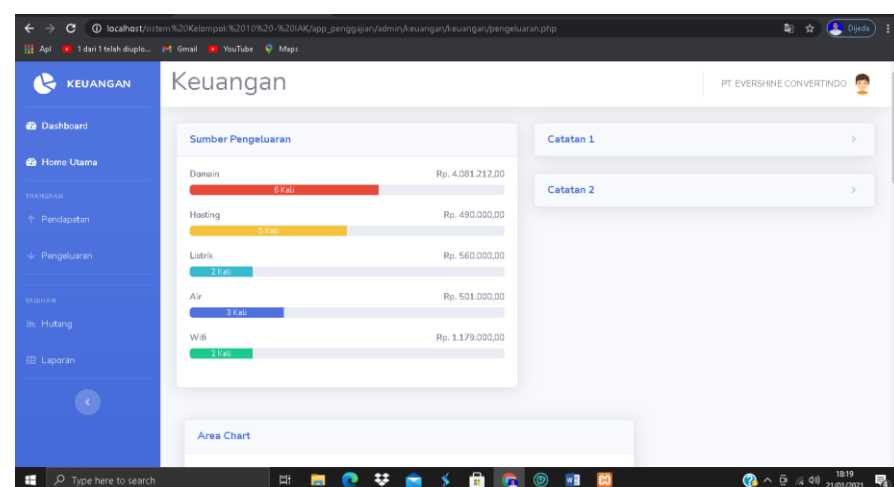 localhost/sistem%20Kelompok%2010%20-%20IAK/app_penggajian/admin/keuangan/keuangan/pengeluaran.php
Dijeda
Apl
1 dari 1 telah diuplo...
Gmail
YouTube
Maps
KEUANGAN
Keuangan
PT. EVERSHINE CONVERTINDO
Dashboard
Home Utama
TRANSAKSI
Pendapatan
Pengeluaran
TAGIHAN
Hutang
Laporan
Sumber Pengeluaran
Domain Rp. 4.081.212,00
6 Kali
Hosting Rp. 490.000,00
5 Kali
Listrik Rp. 560.000,00
2 Kali
Air Rp. 501.000,00
3 Kali
Wifi Rp. 1.179.000,00
2 Kali
Catatan 1
Catatan 2
Area Chart
Type here to search
18:19
21/01/2021